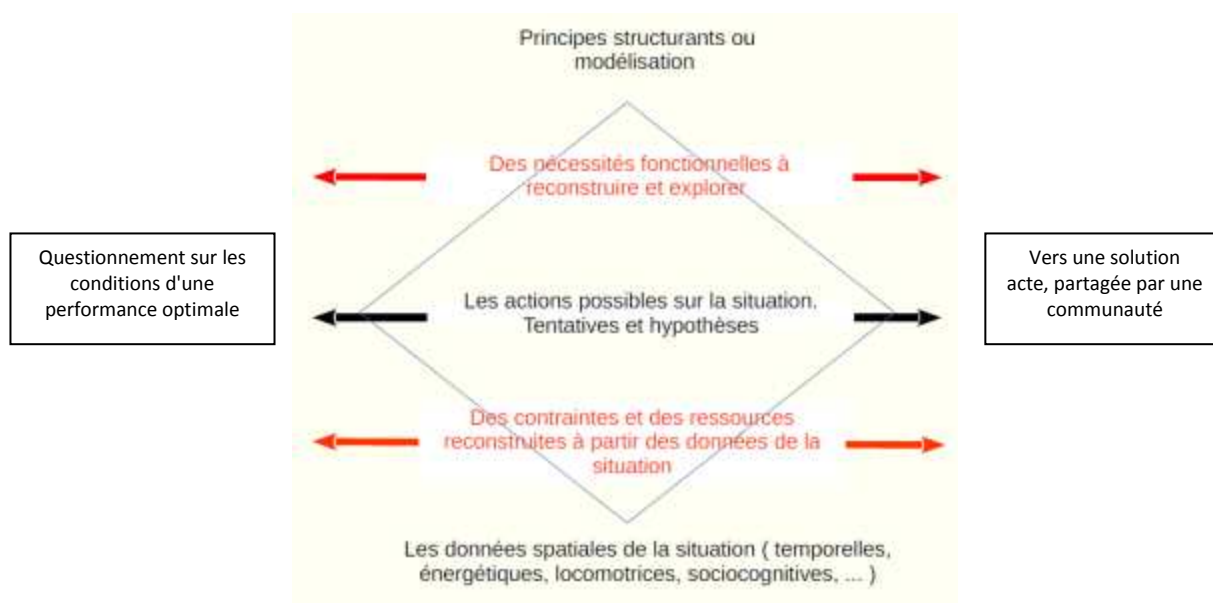 Principes structurants ou
modélisation
Des nécessités fonctionnelles à
reconstruire et explorer
Questionnement sur les
conditions d'une
performance optimale
Les actions possibles sur la situation.
Tentatives et hypothèses
Vers une solution
acte, partagée par une
communauté
Des contraintes et des ressources
reconstruites à partir des données de la
situation
Les données spatiales de la situation ( temporelles,
énergétiques, locomotrices, sociocognitives, ... )